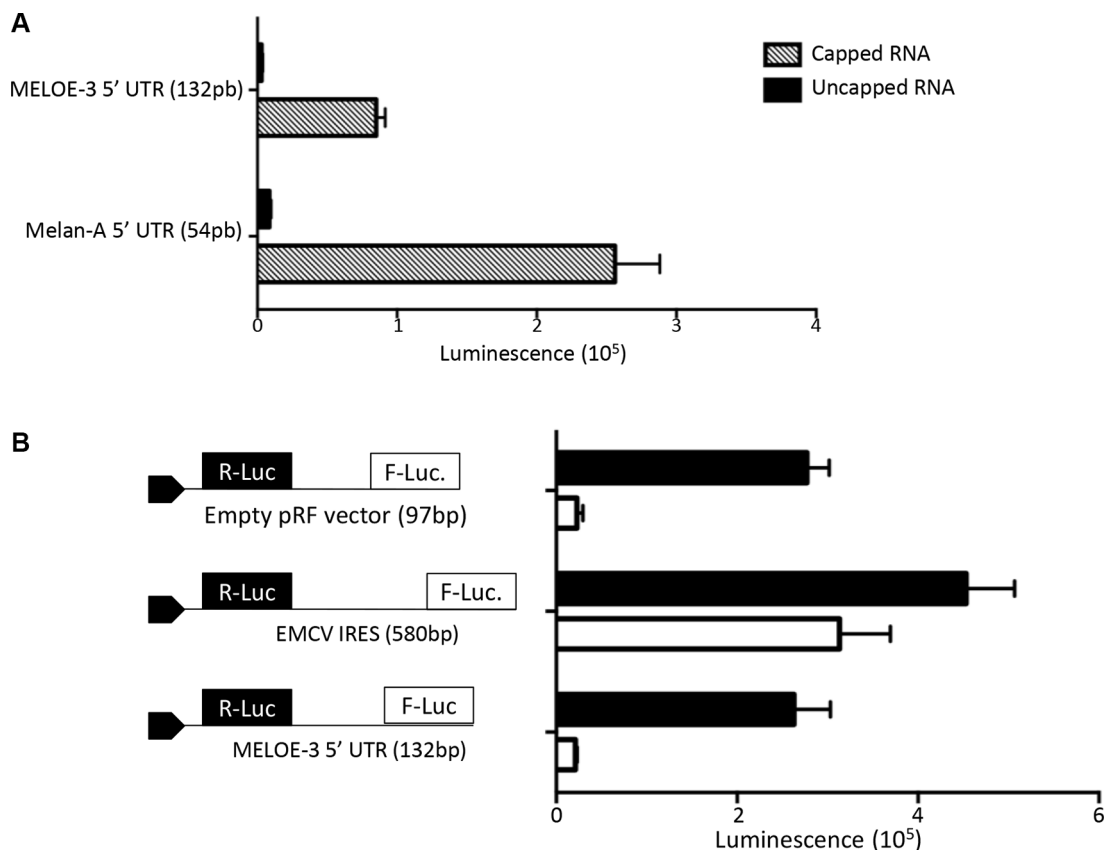 A
MELOE-3 5’ UTR (132pb)
Melan-A 5’ UTR (54pb)
Capped RNA
Uncapped RNA
0 1 2 3 4
Luminescence (10⁵)
B
R-Luc F-Luc.
Empty pRF vector (97bp)
R-Luc F-Luc.
EMCV IRES (580bp)
R-Luc F-Luc
MELOE-3 5’ UTR (132bp)
0 2 4 6
Luminescence (10⁵)